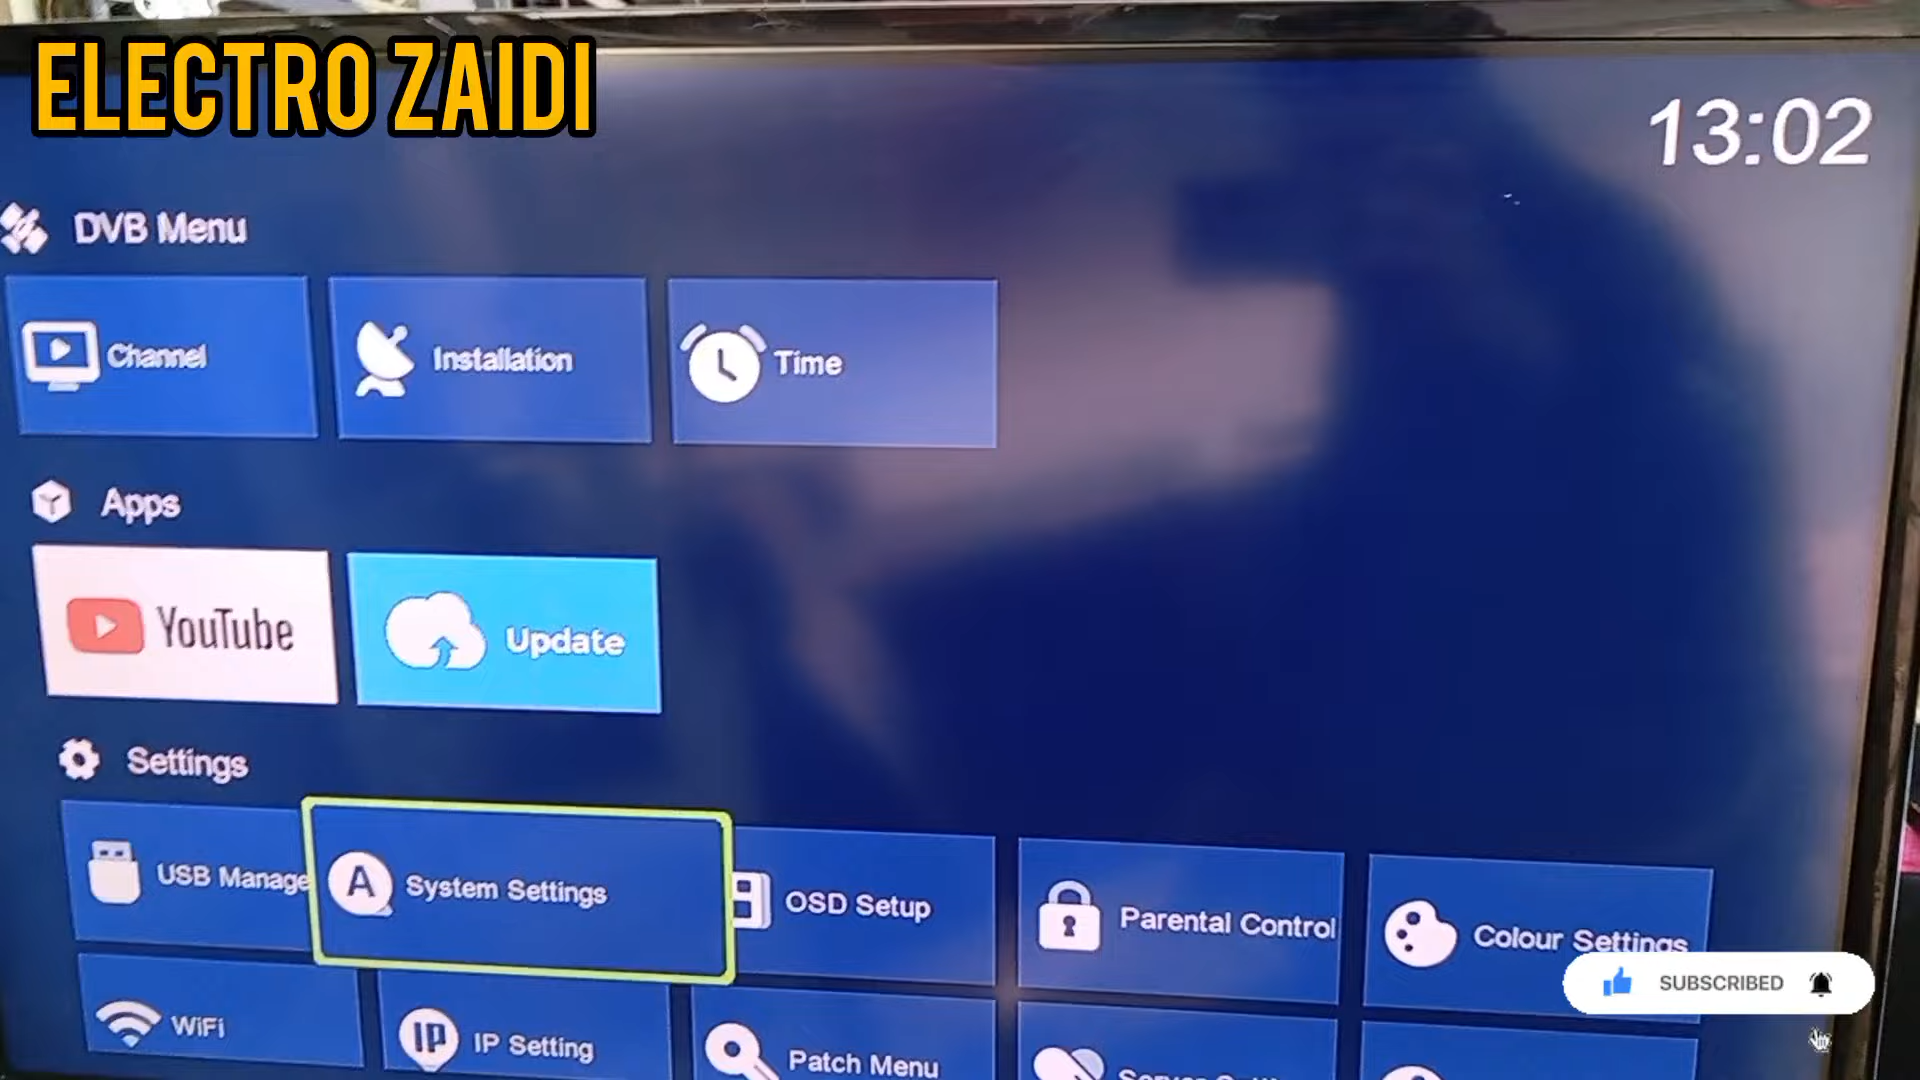 ELECTRO ZAIDI
13:02
DVB Menu
Channel
Installation
Time
Apps
YouTube
Update
Settings
USB Manage
A
System Settings
OSD Setup
Parental Control
Colour Settings
SUBSCRIBED
WiFi
IP
IP Setting
Patch Menu